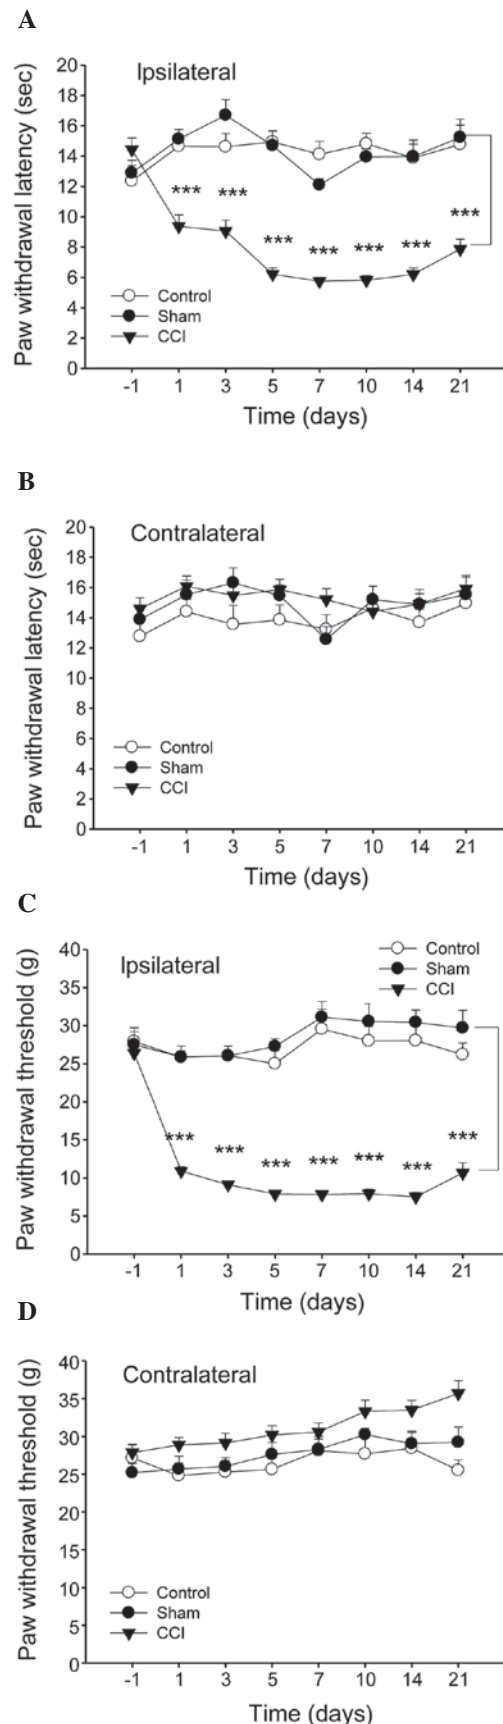 A
Ipsilateral
Paw withdrawal latency (sec)
20
18
16
14
12
10
8
6
4
2
0
*** ***
*** *** *** *** ***
Control
Sham
CCI
-1 1 3 5 7 10 14 21
Time (days)
B
Contralateral
Paw withdrawal latency (sec)
20
18
16
14
12
10
8
6
4
2
0
Control
Sham
CCI
-1 1 3 5 7 10 14 21
Time (days)
C
Ipsilateral
Paw withdrawal threshold (g)
40
35
30
25
20
15
10
5
0
Control
Sham
CCI
*** *** *** *** *** *** ***
-1 1 3 5 7 10 14 21
Time (days)
D
Contralateral
Paw withdrawal threshold (g)
40
35
30
25
20
15
10
5
0
Control
Sham
CCI
-1 1 3 5 7 10 14 21
Time (days)